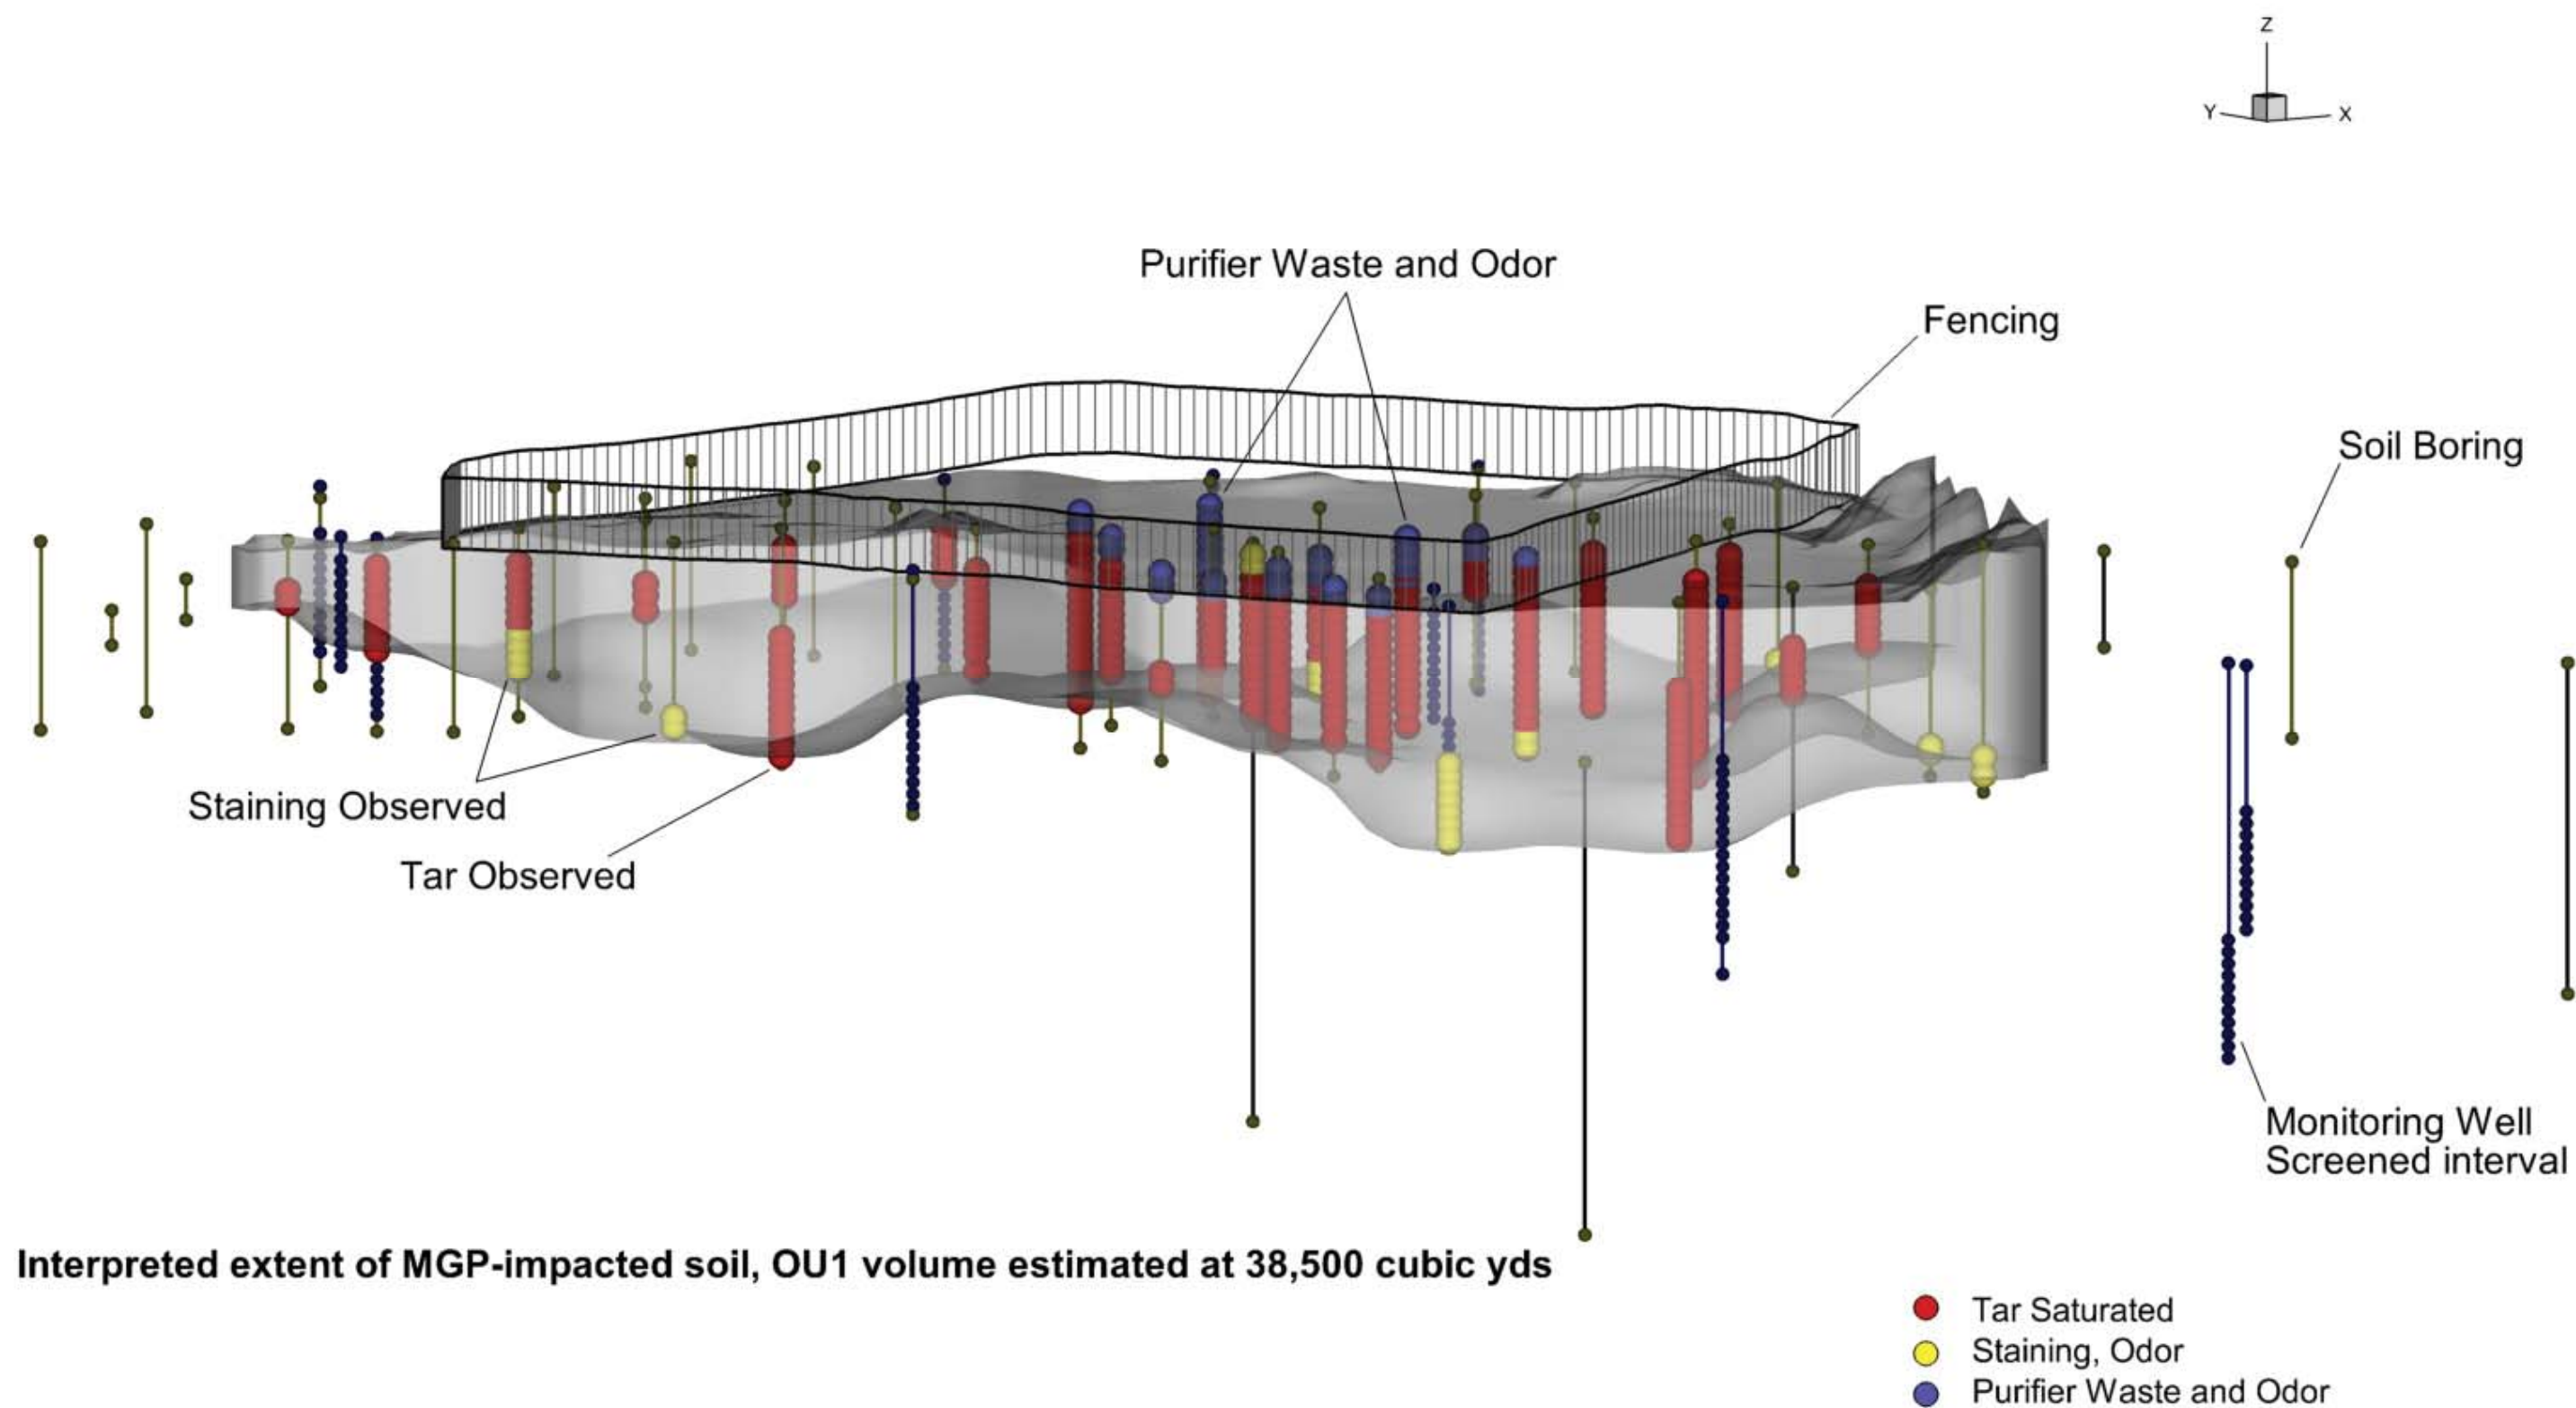 Z
Y
X
Purifier Waste and Odor
Fencing
Soil Boring
Staining Observed
Tar Observed
Monitoring Well
Screened interval
Interpreted extent of MGP-impacted soil, OU1 volume estimated at 38,500 cubic yds
Tar Saturated
Staining, Odor
Purifier Waste and Odor